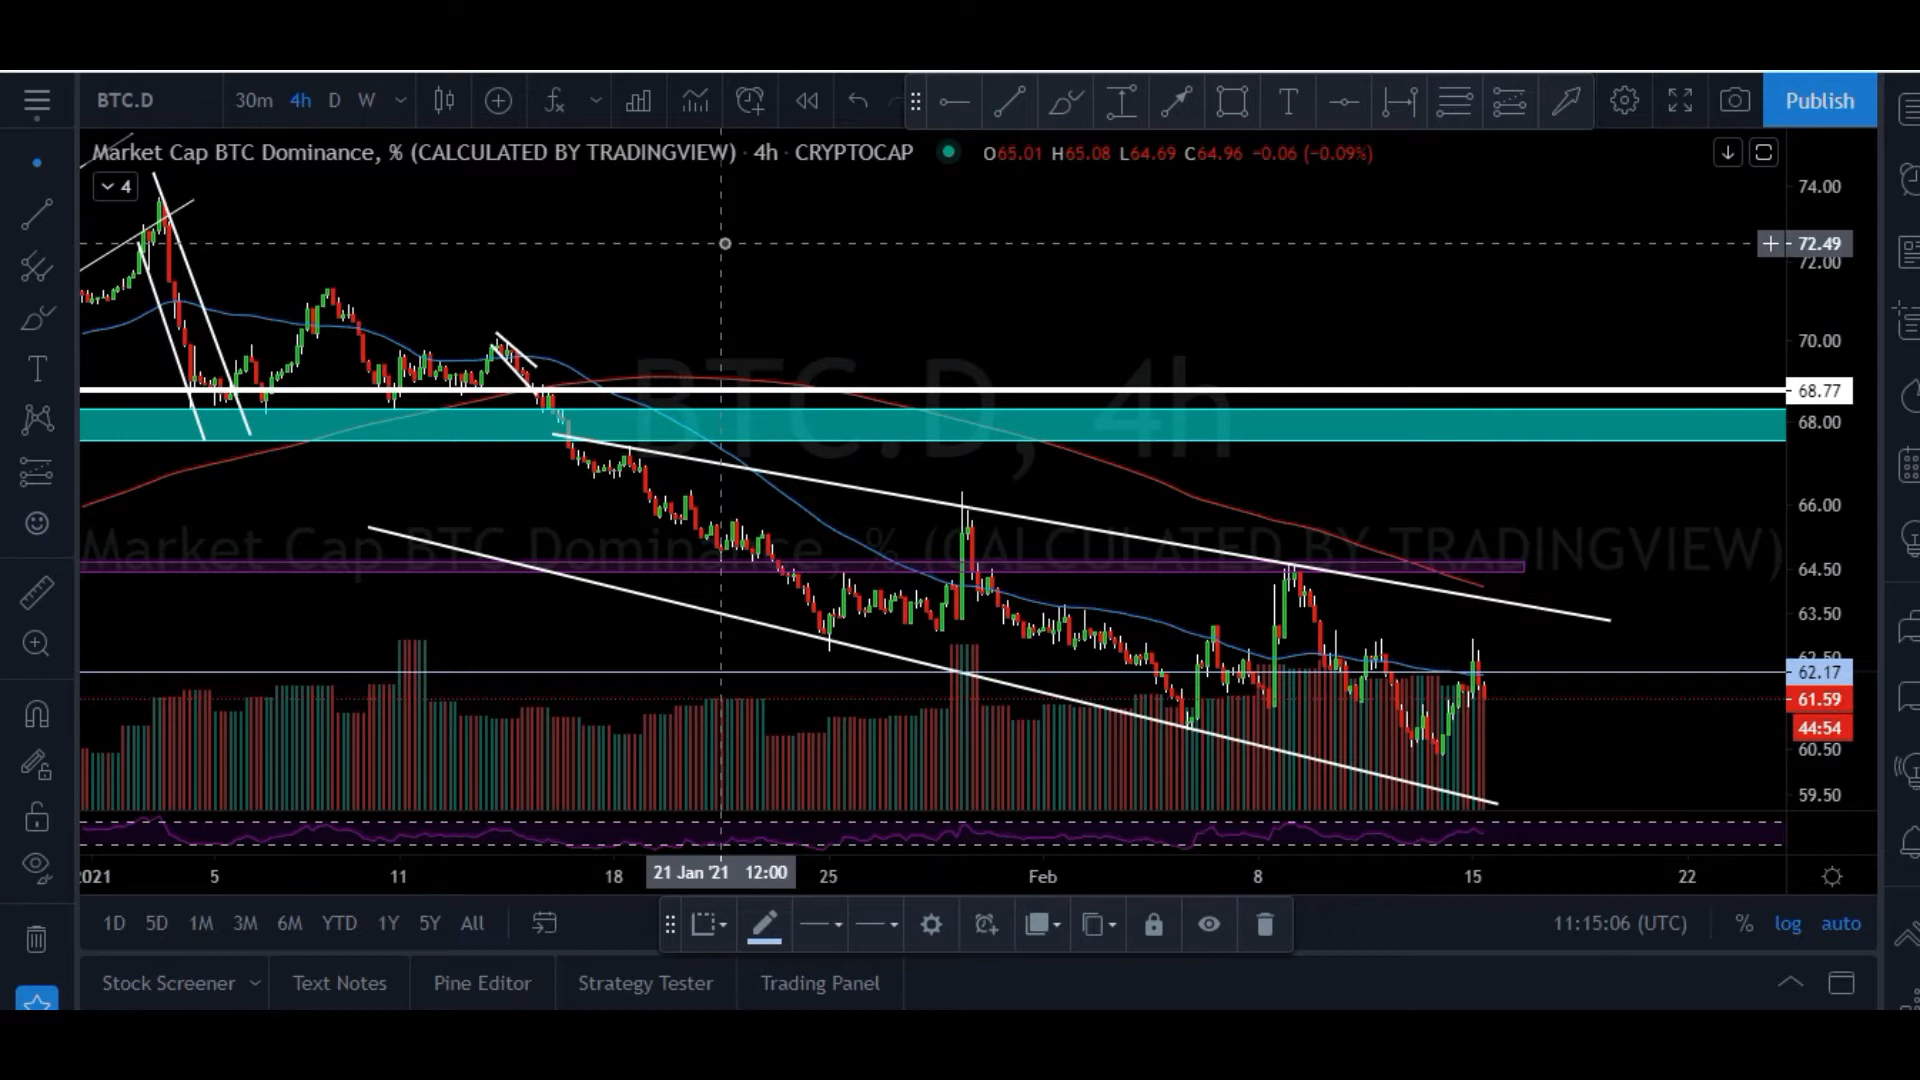 BTC.D 30m 4h D W Publish
Market Cap BTC Dominance, % (CALCULATED BY TRADINGVIEW) · 4h · CRYPTOCAP O65.01 H65.08 L64.69 C64.96 -0.06 (-0.09%)
4
74.00
72.49
72.00
70.00
68.77
68.00
BTC.D, 4h
66.00
Market Cap BTC Dominance, % (CALCULATED BY TRADINGVIEW)
64.50
63.50
62.50
62.17
61.59
44:54
60.50
59.50
2021 5 11 18 21 Jan '21 12:00 25 Feb 8 15 22
1D 5D 1M 3M 6M YTD 1Y 5Y All 11:15:06 (UTC) % log auto
Stock Screener Text Notes Pine Editor Strategy Tester Trading Panel